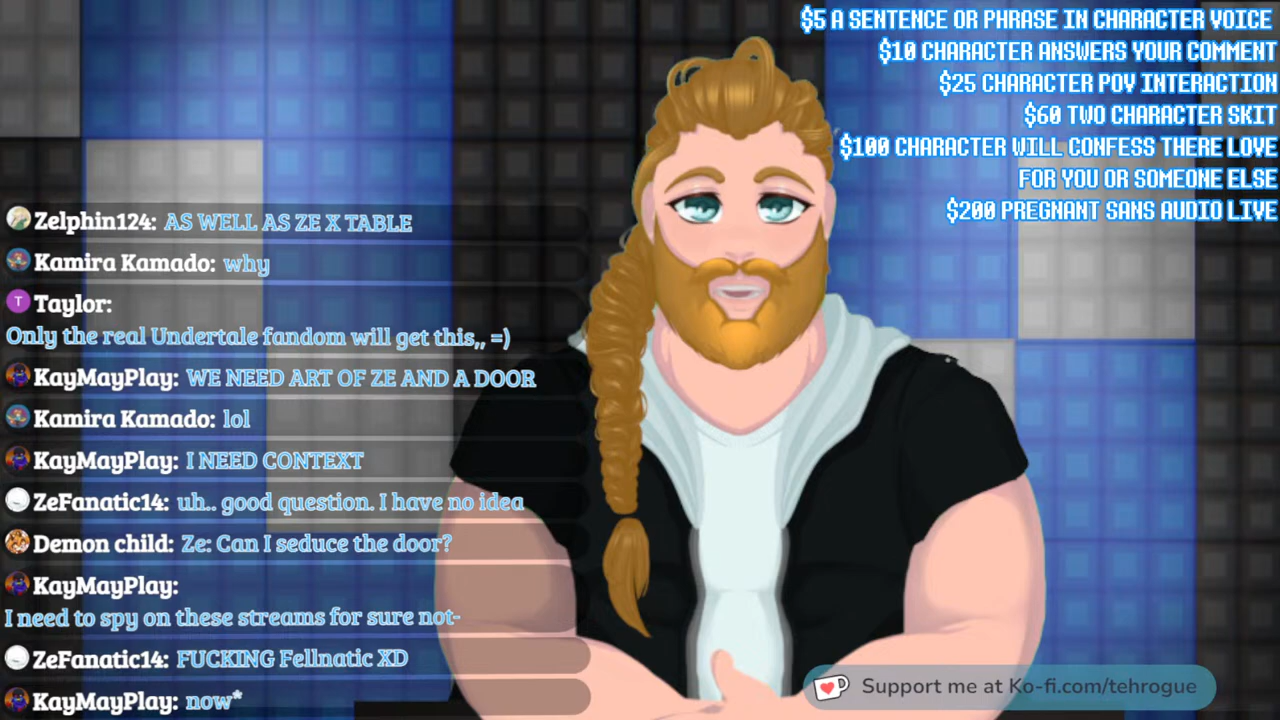 $5 A SENTENCE OR PHRASE IN CHARACTER VOICE
$10 CHARACTER ANSWERS YOUR COMMENT
$25 CHARACTER POV INTERACTION
$60 TWO CHARACTER SKIT
$100 CHARACTER WILL CONFESS THERE LOVE
FOR YOU OR SOMEONE ELSE
$200 PREGNANT SANS AUDIO LIVE
Zelphin124: AS WELL AS ZE X TABLE
Kamira Kamado: why
T Taylor:
Only the real Undertale fandom will get this,, =)
KayMayPlay: WE NEED ART OF ZE AND A DOOR
Kamira Kamado: lol
KayMayPlay: I NEED CONTEXT
ZeFanatic14: uh.. good question. I have no idea
Demon child: Ze: Can I seduce the door?
KayMayPlay:
I need to spy on these streams for sure not-
ZeFanatic14: FUCKING Fellnatic XD
KayMayPlay: now*
Support me at Ko-fi.com/tehrogue